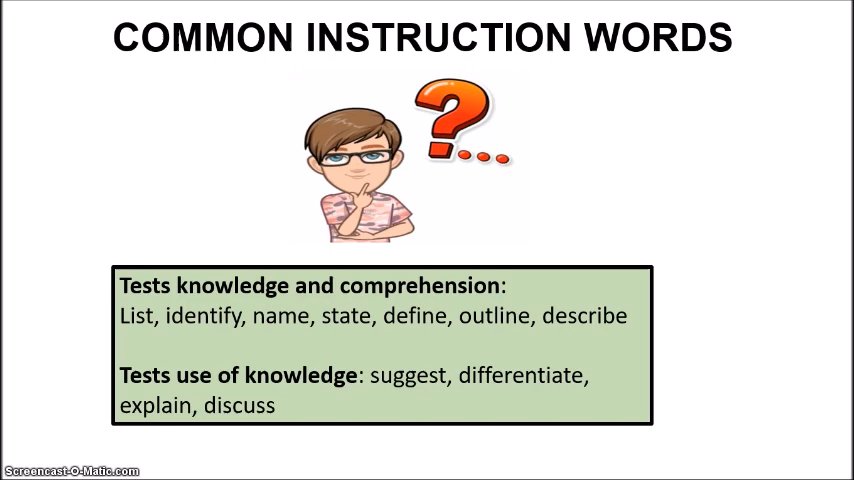 COMMON INSTRUCTION WORDS
?...
Tests knowledge and comprehension:
List, identify, name, state, define, outline, describe
Tests use of knowledge: suggest, differentiate,
explain, discuss
Screencast-O-Matic.com